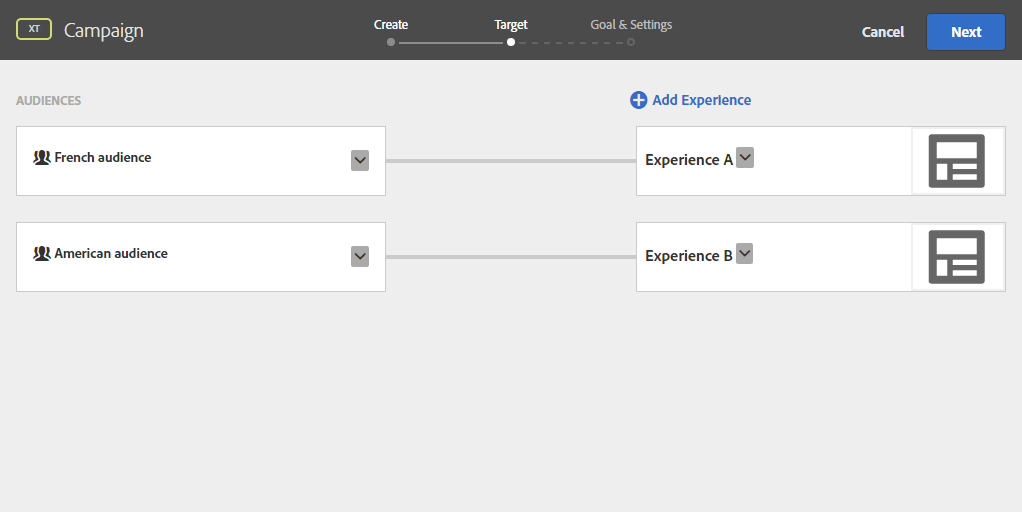 XT Campaign Create Target Goal & Settings Cancel Next
AUDIENCES Add Experience
French audience Experience A
American audience Experience B